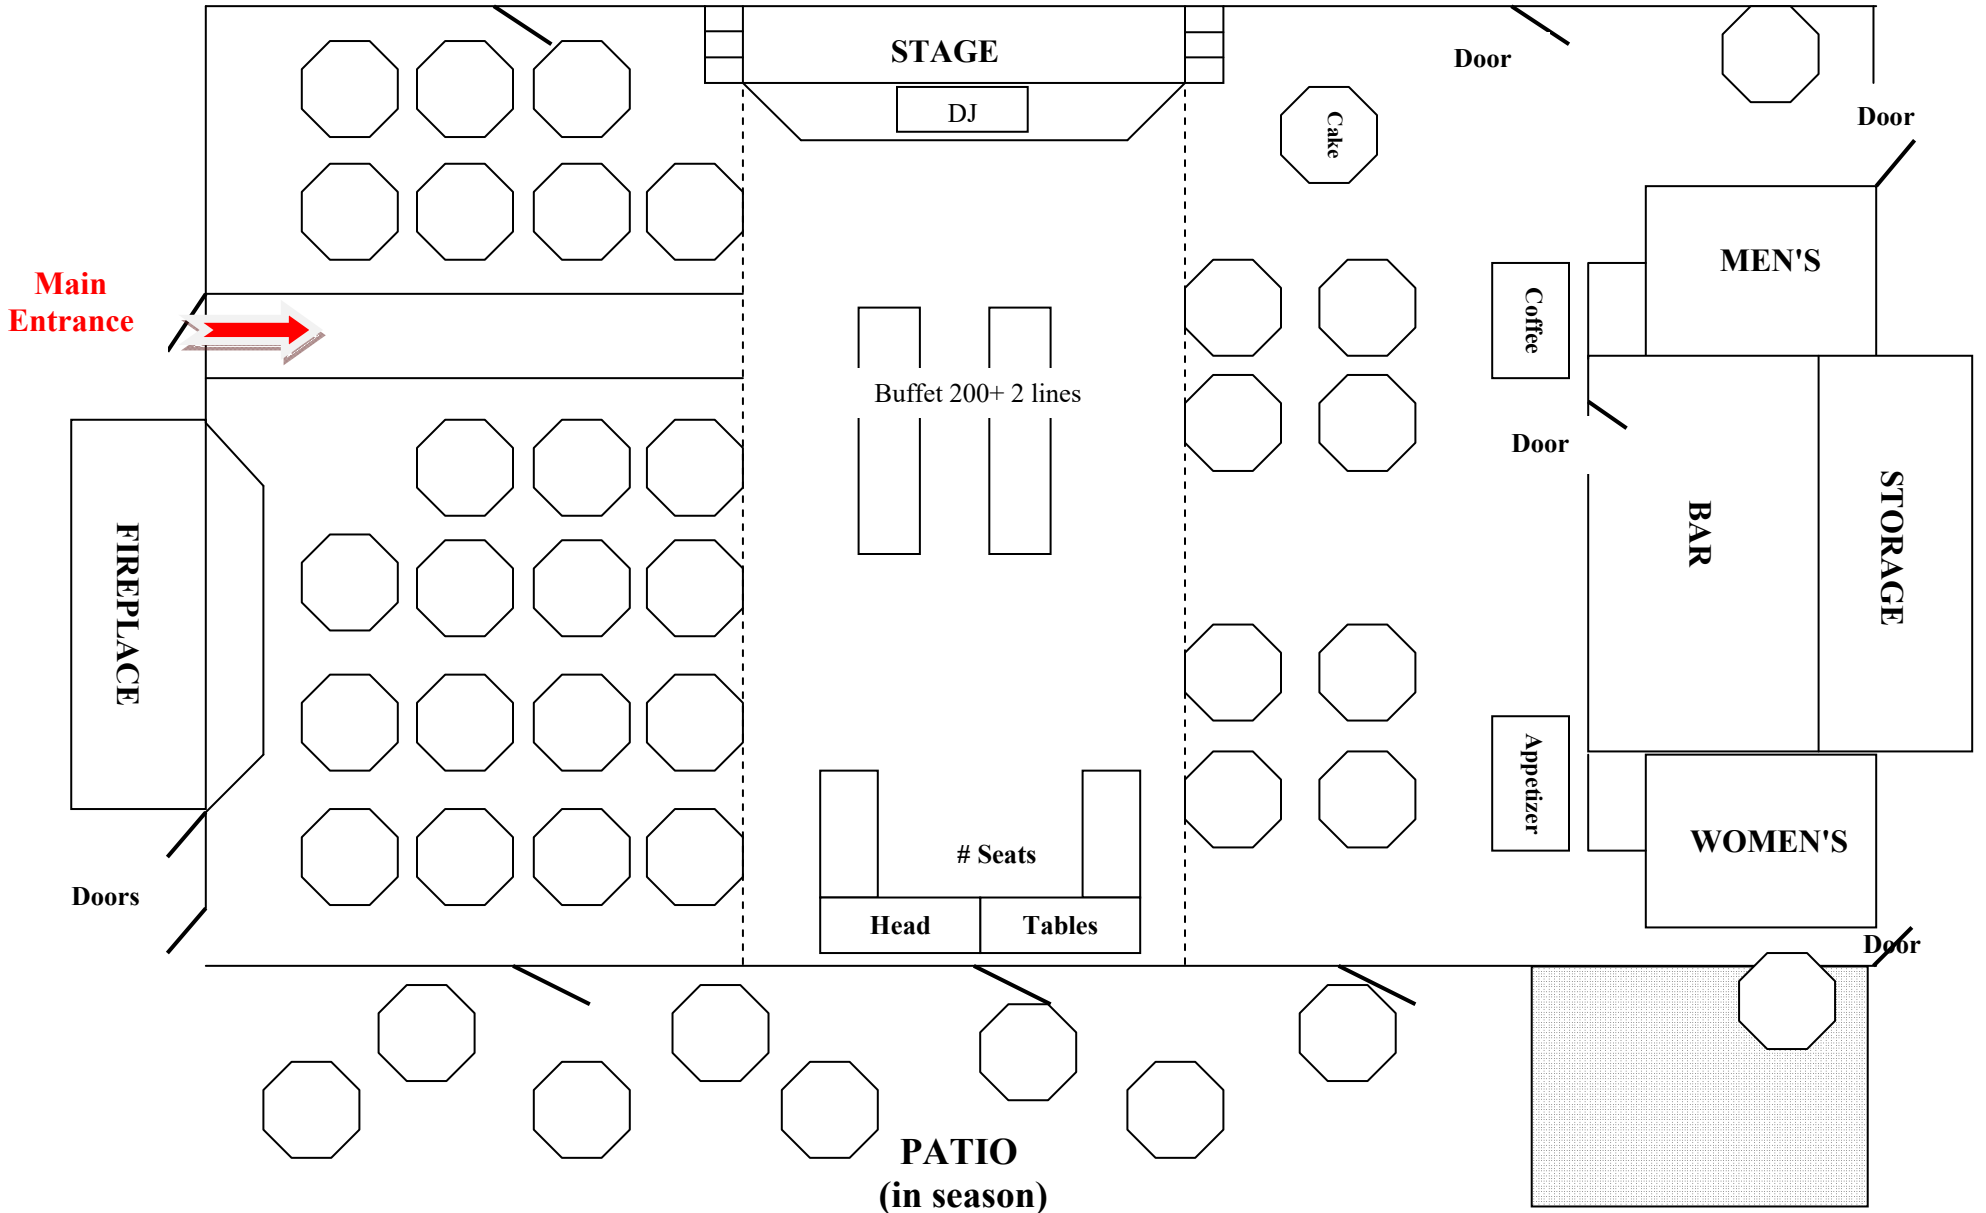 STAGE
Door
DJ
Door
Cake
MEN'S
Main
Entrance
Coffee
Buffet 200+ 2 lines
Door
FIREPLACE
BAR
STORAGE
Appetizer
WOMEN'S
# Seats
Doors
Head
Tables
Door
PATIO
(in season)